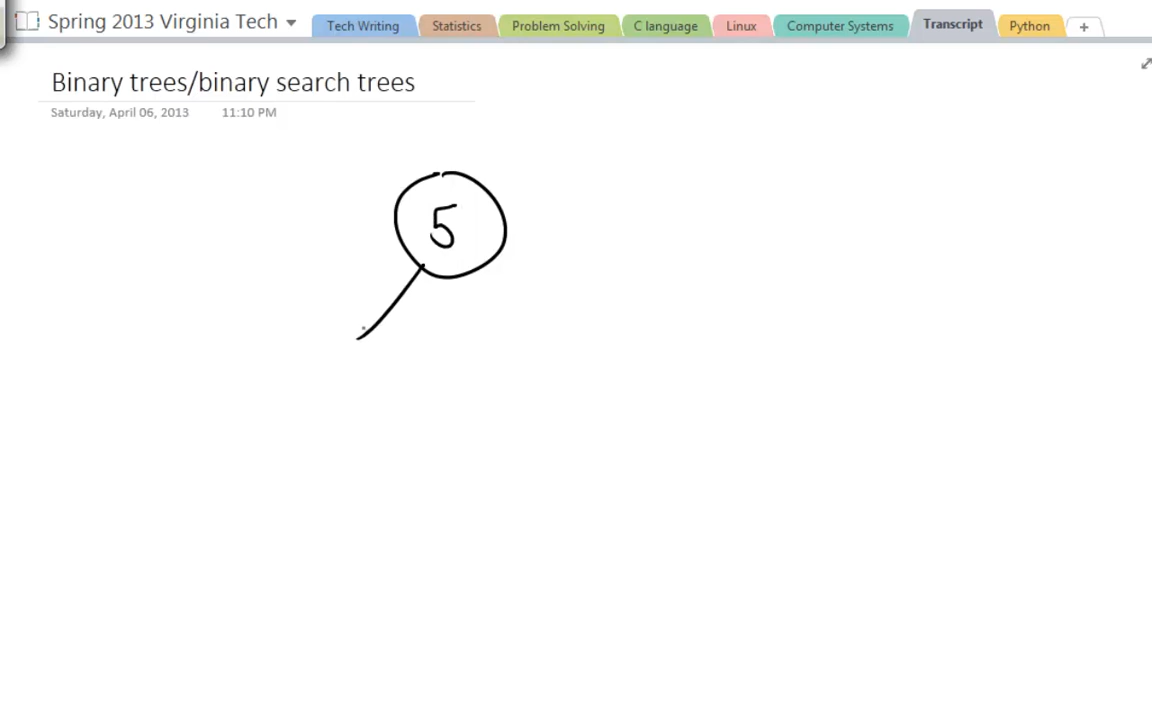 Spring 2013 Virginia Tech Tech Writing Statistics Problem Solving C language Linux Computer Systems Transcript Python +
Binary trees/binary search trees
Saturday, April 06, 2013 11:10 PM
5